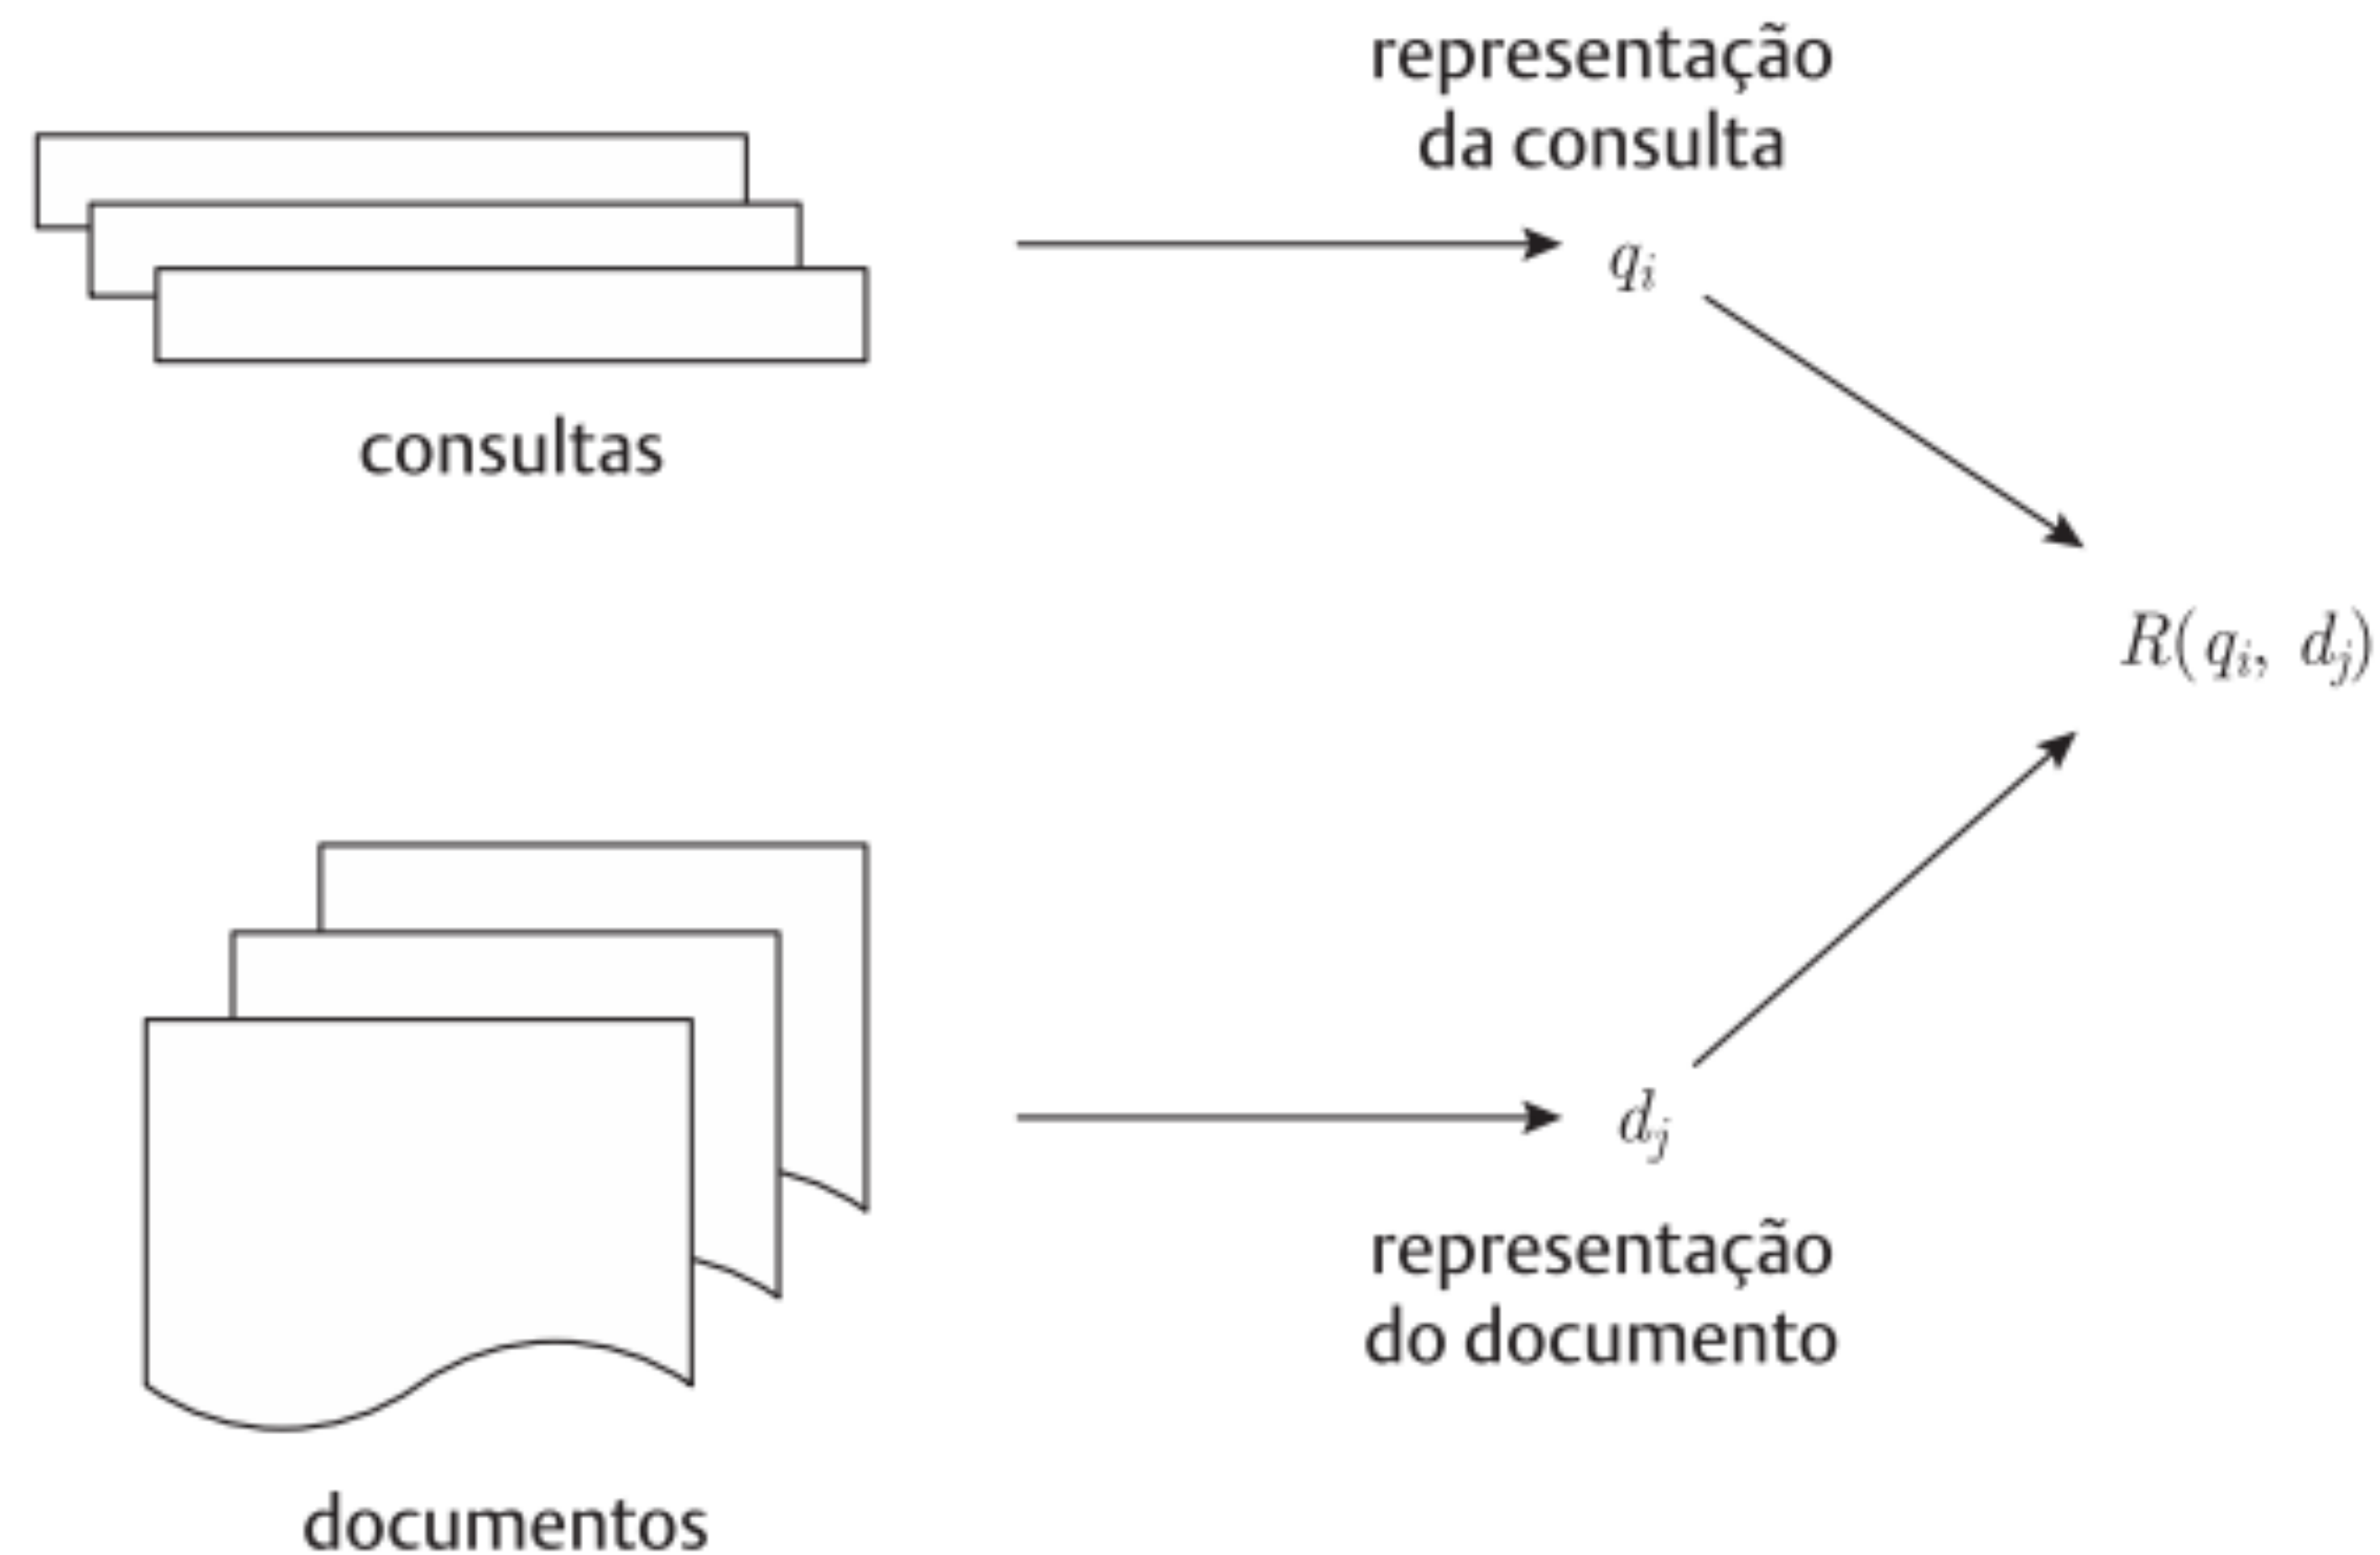 representação
da consulta
q_i
consultas
R(q_i, d_j)
d_j
representação
do documento
documentos